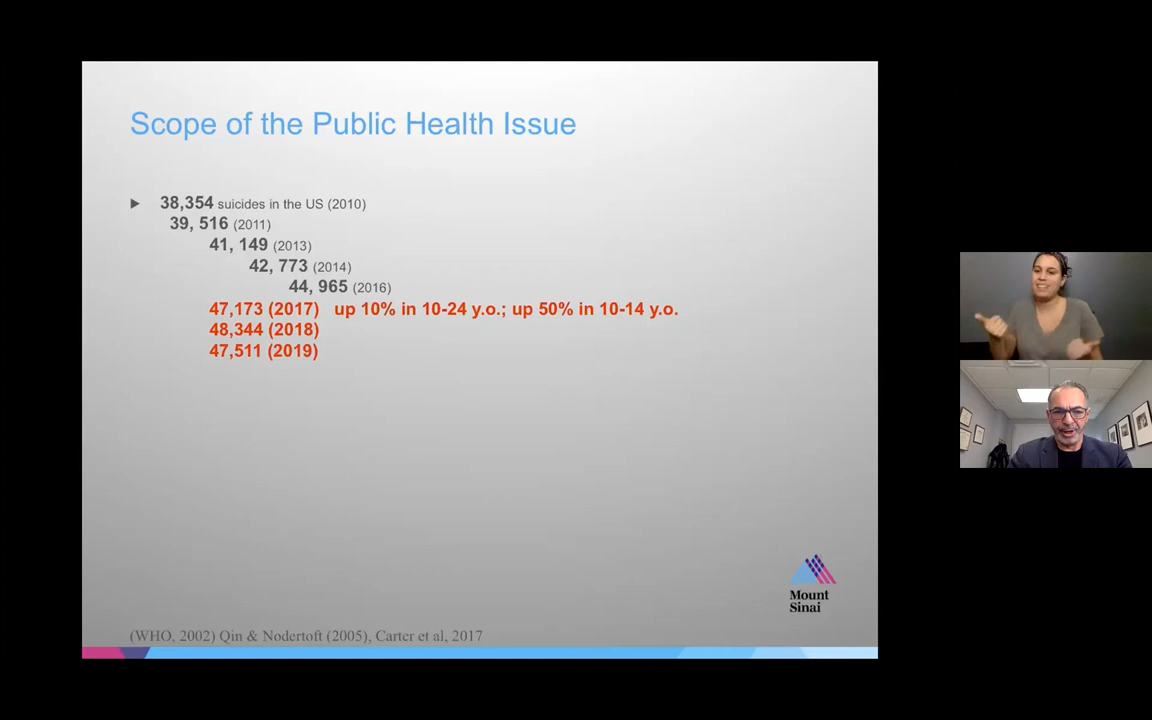 Scope of the Public Health Issue
38,354 suicides in the US (2010)
39, 516 (2011)
41, 149 (2013)
42, 773 (2014)
44, 965 (2016)
47,173 (2017) up 10% in 10-24 y.o.; up 50% in 10-14 y.o.
48,344 (2018)
47,511 (2019)
Mount
Sinai
(WHO, 2002) Qin & Nodertoft (2005), Carter et al, 2017